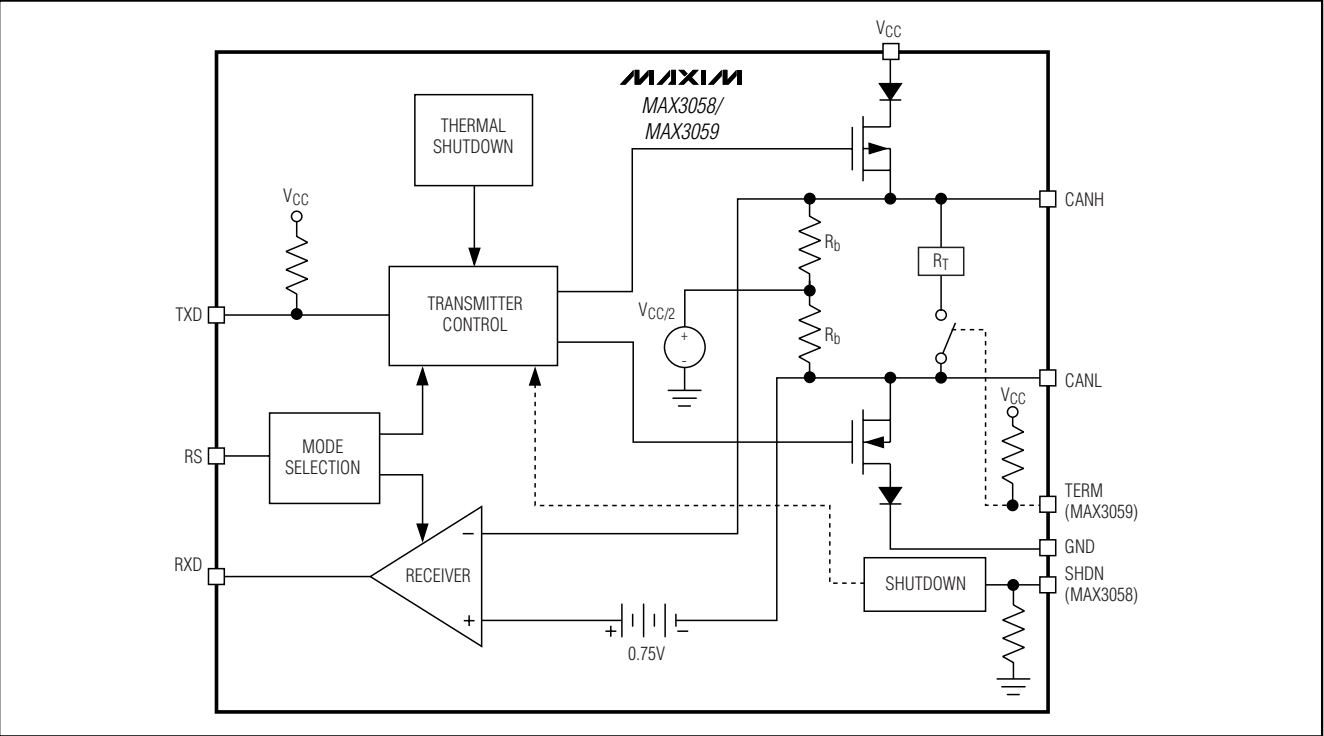 VCC
MAXIM
MAX3058/
MAX3059
THERMAL
SHUTDOWN
VCC
CANH
Rb
RT
TXD
TRANSMITTER
CONTROL
VCC/2
+
-
Rb
CANL
VCC
RS
MODE
SELECTION
TERM
(MAX3059)
GND
RXD
RECEIVER
−
+
SHUTDOWN
SHDN
(MAX3058)
+
−
0.75V